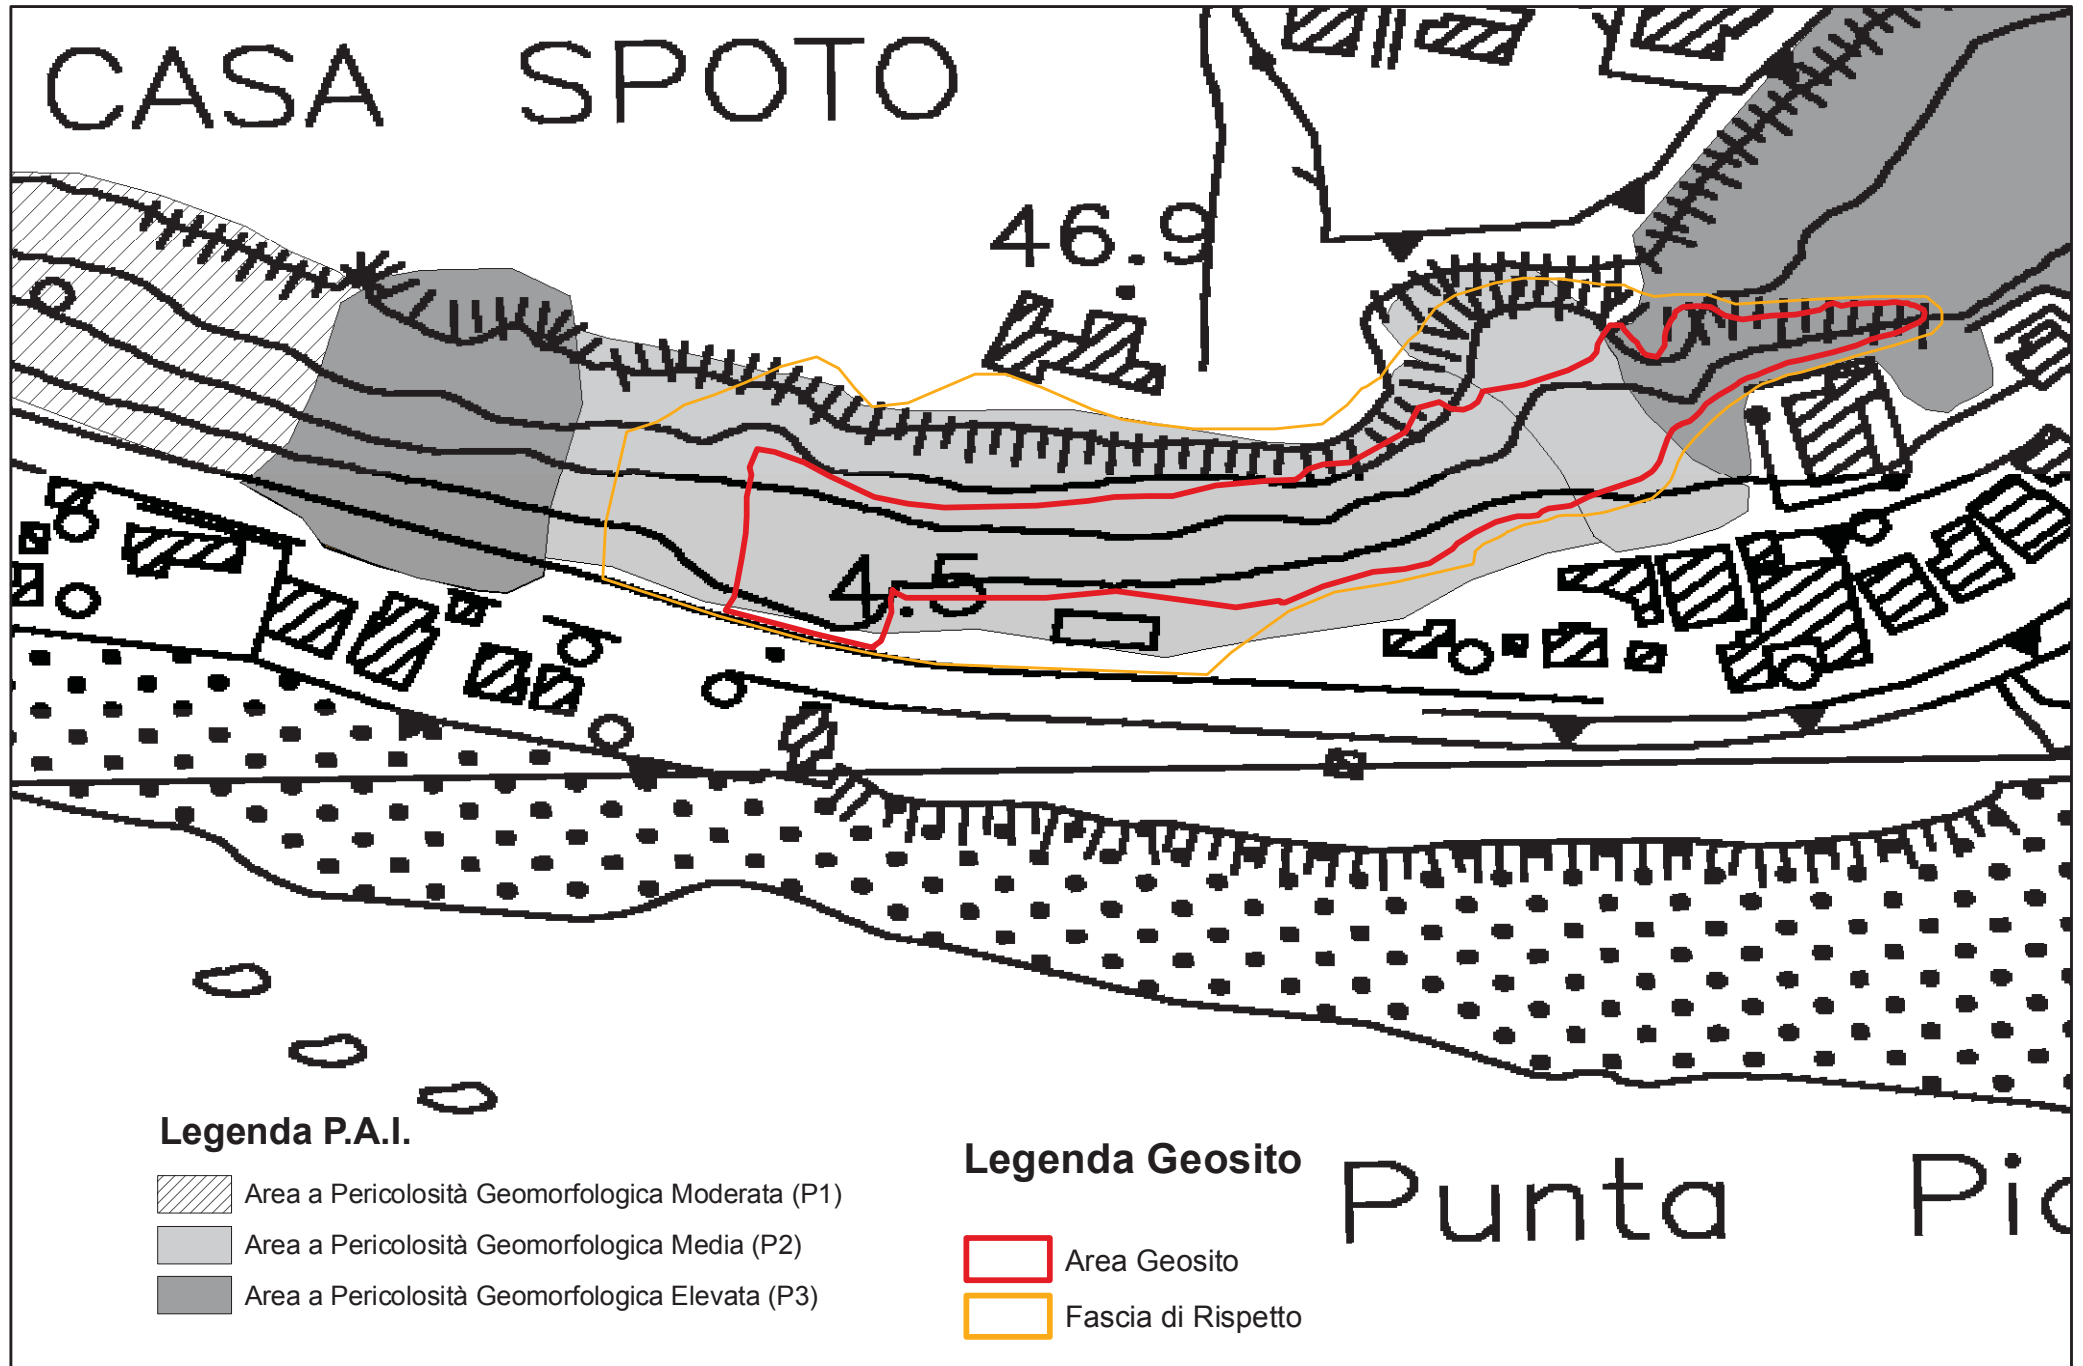 CASA SPOTO
46.9
4.5
Legenda P.A.I.
Area a Pericolosità Geomorfologica Moderata (P1)
Area a Pericolosità Geomorfologica Media (P2)
Area a Pericolosità Geomorfologica Elevata (P3)
Legenda Geosito
Area Geosito
Fascia di Rispetto
Punta